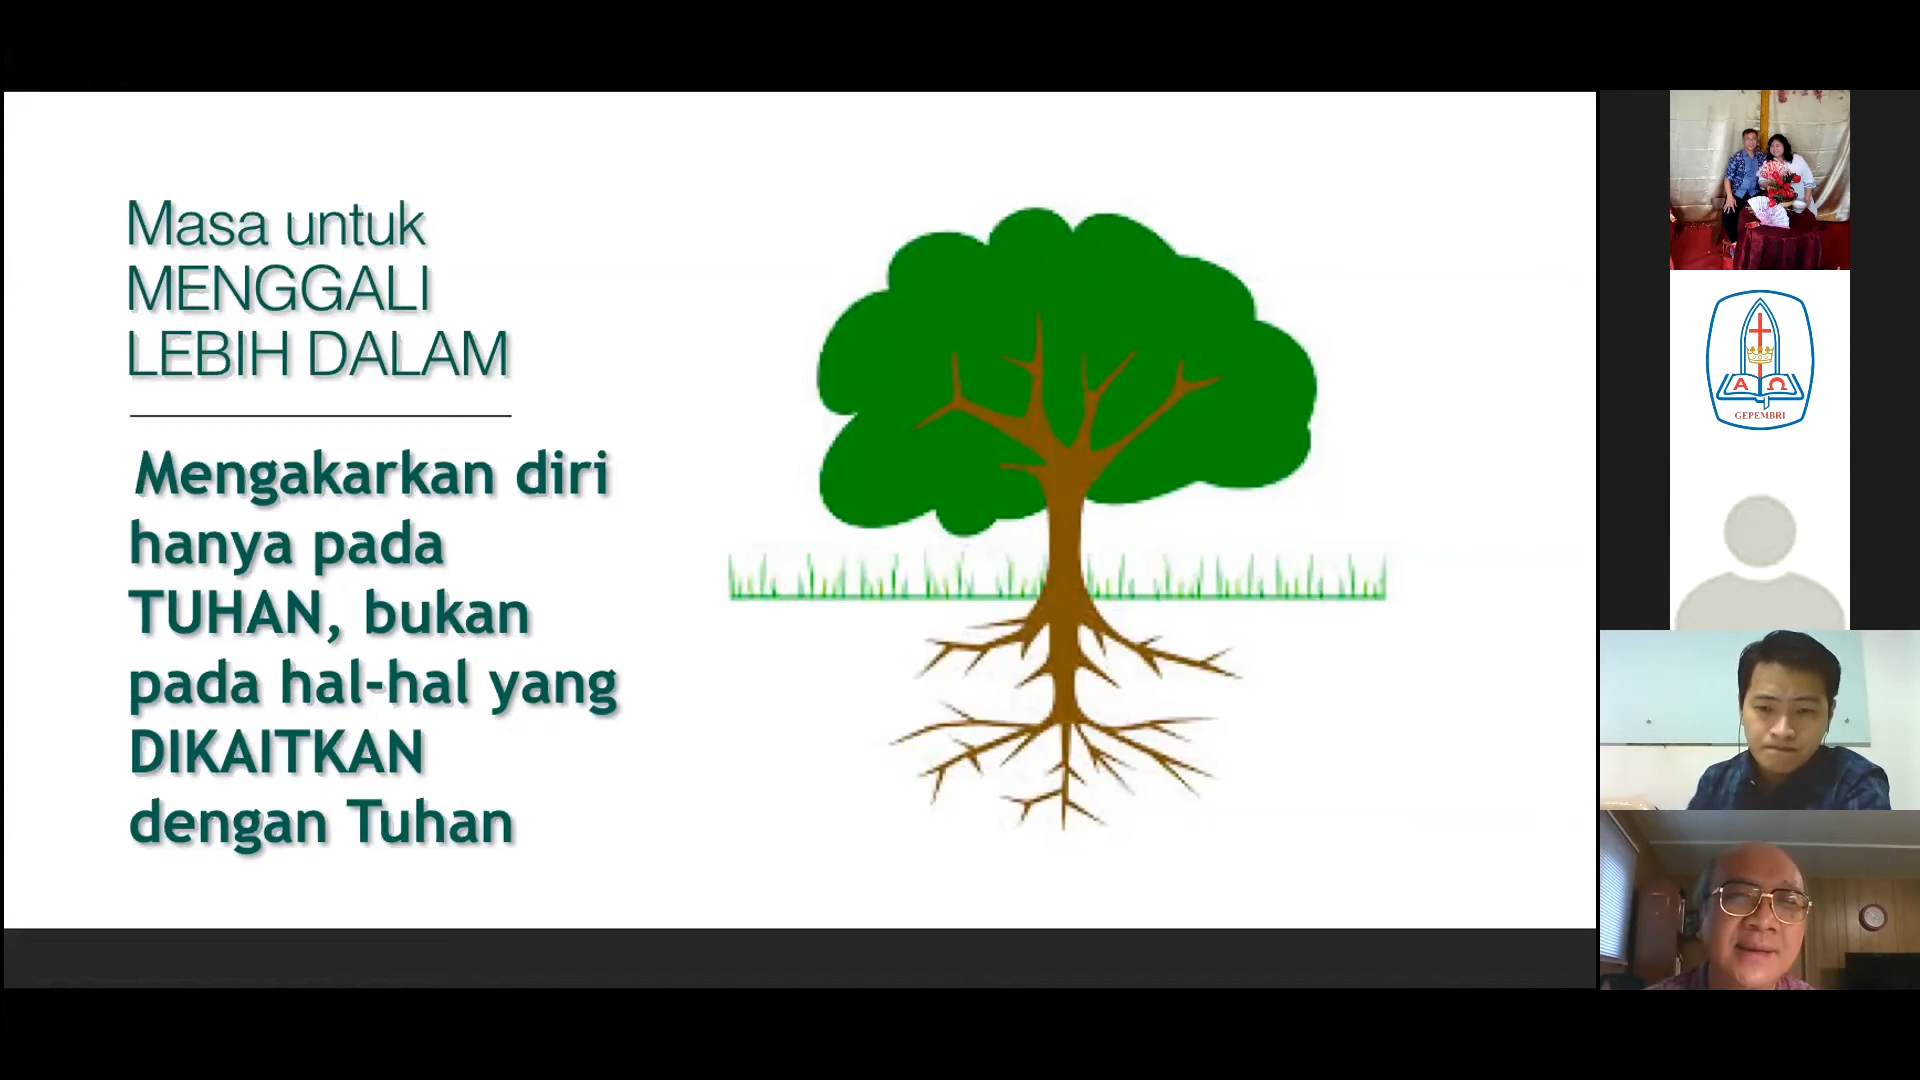 Masa untuk
MENGGALI
LEBIH DALAM
Mengakarkan diri
hanya pada
TUHAN, bukan
pada hal-hal yang
DIKAITKAN
dengan Tuhan
Α Ω
GEPEMBRI